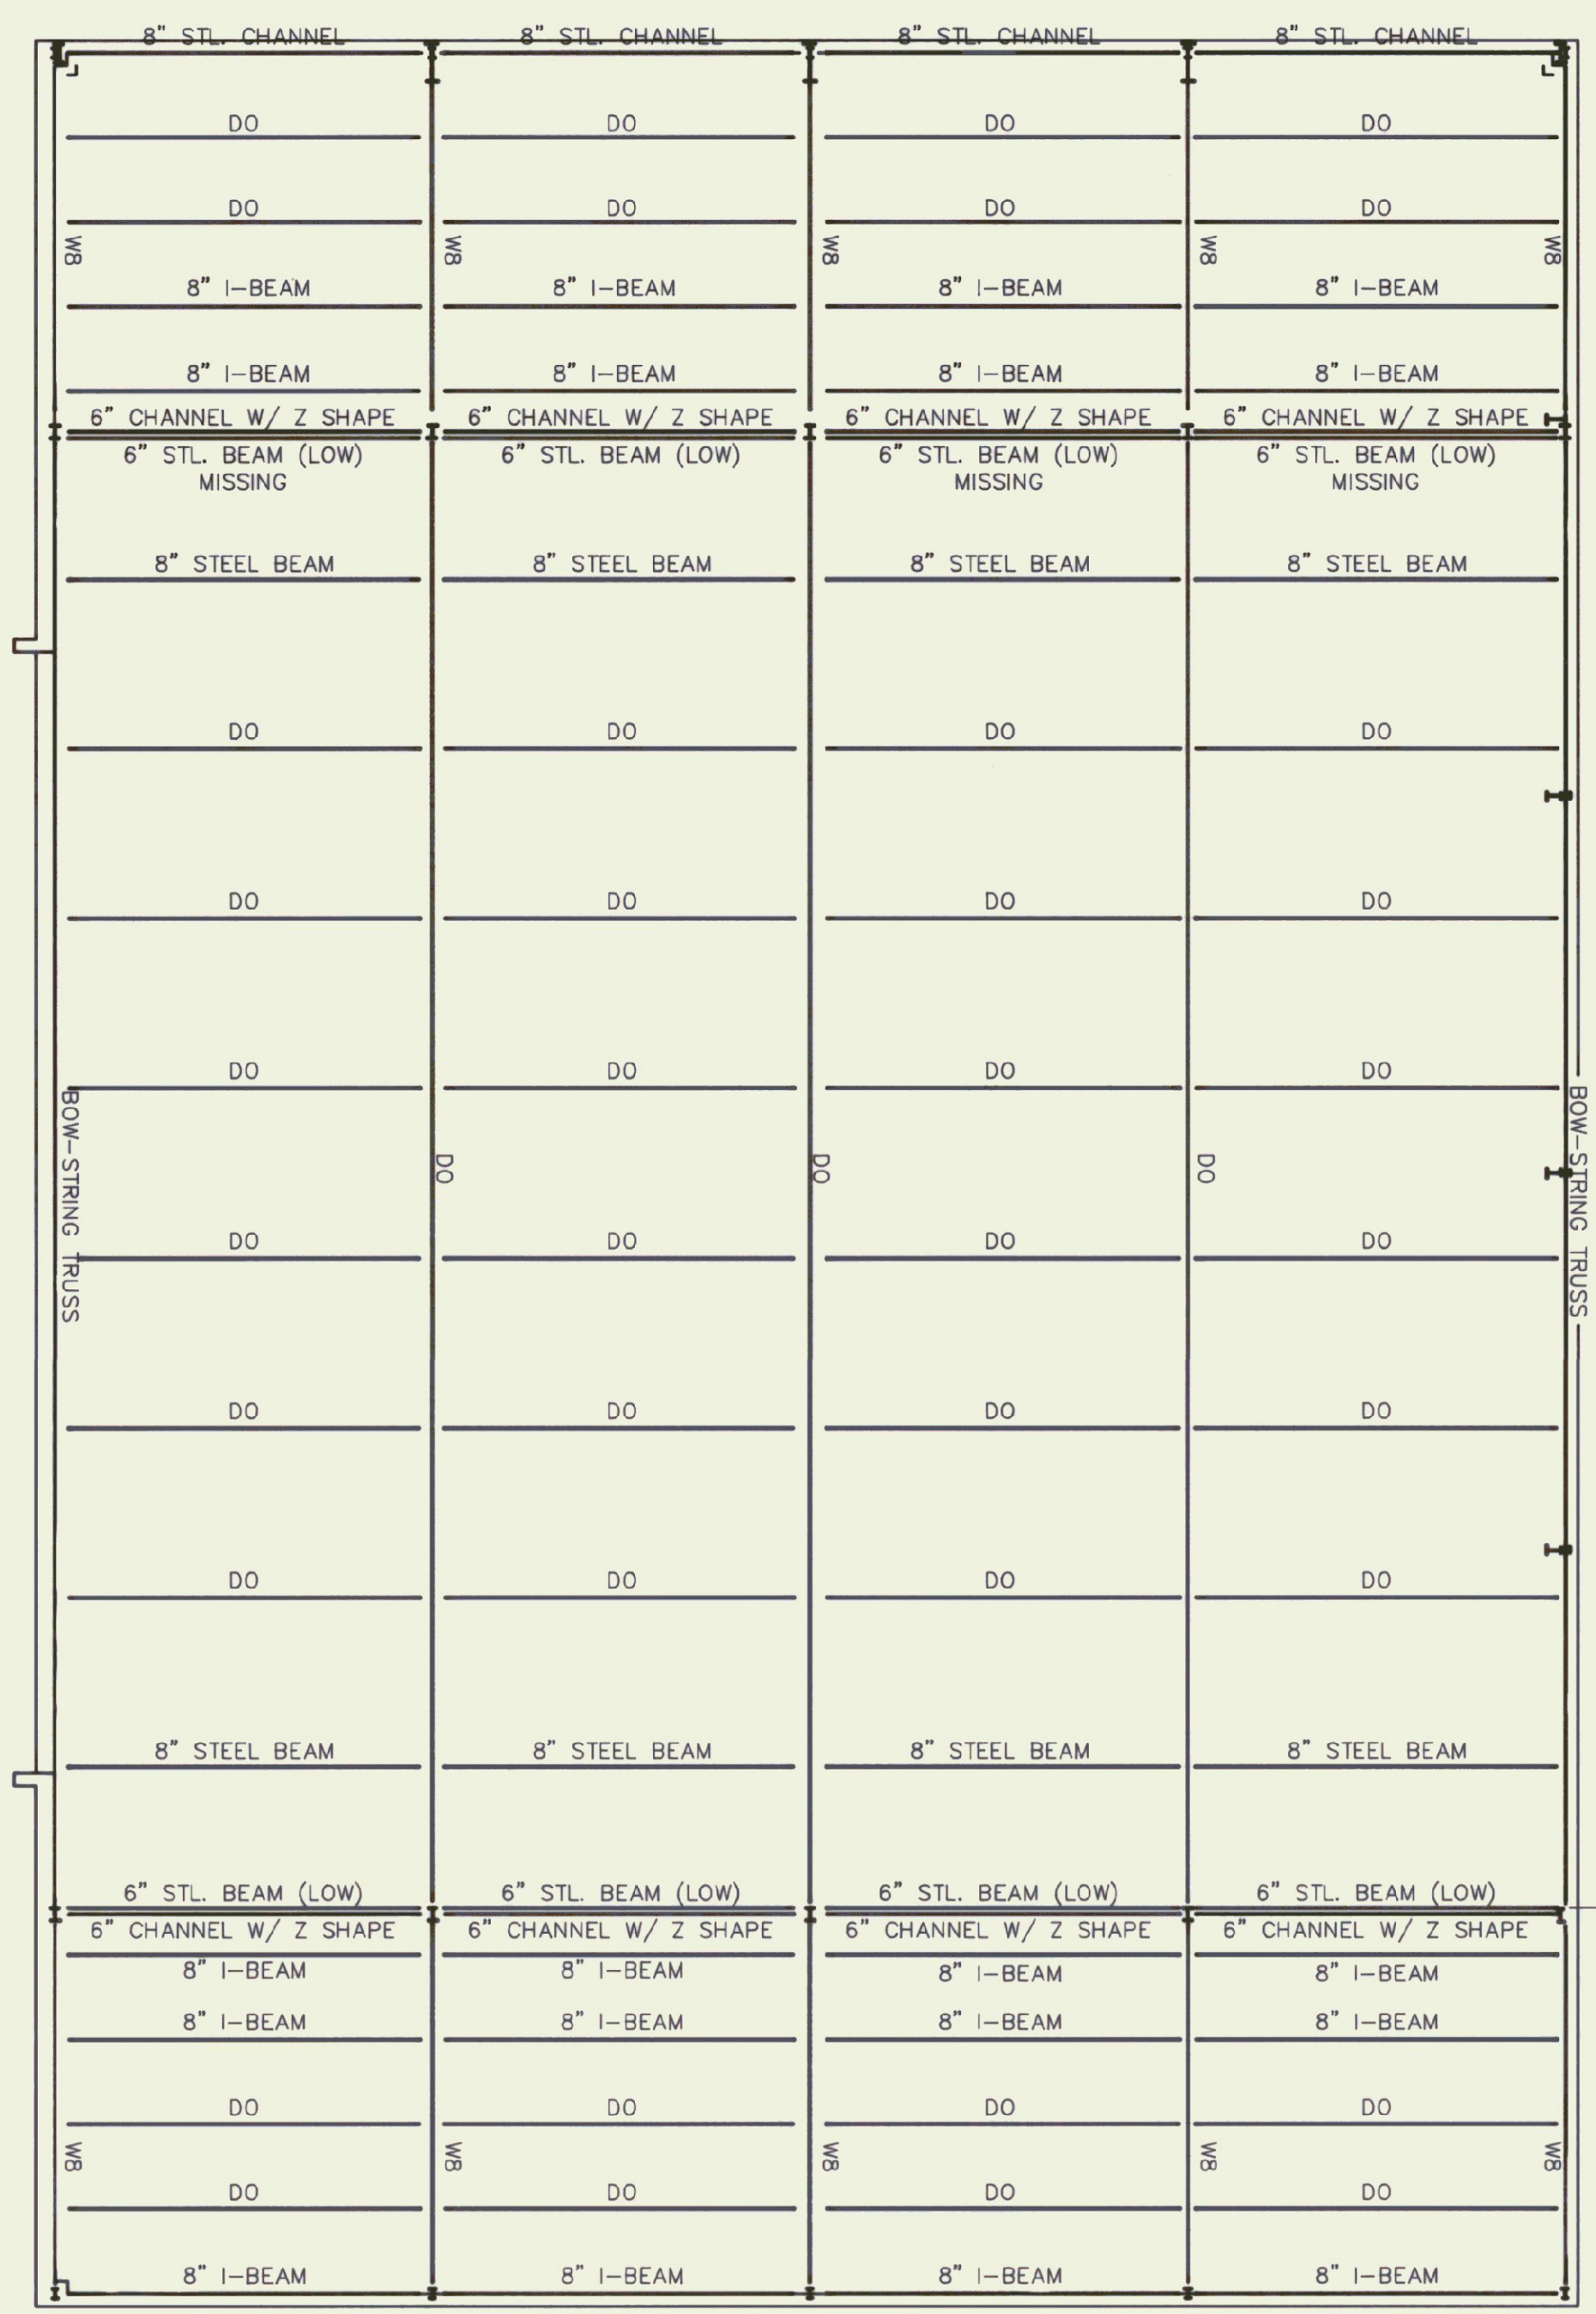 8” STL. CHANNEL 8” STL. CHANNEL 8” STL. CHANNEL 8” STL. CHANNEL
DO DO DO DO
DO DO DO DO
W8 W8 W8 W8 W8
8” I-BEAM 8” I-BEAM 8” I-BEAM 8” I-BEAM
8” I-BEAM 8” I-BEAM 8” I-BEAM 8” I-BEAM
6” CHANNEL W/ Z SHAPE 6” CHANNEL W/ Z SHAPE 6” CHANNEL W/ Z SHAPE 6” CHANNEL W/ Z SHAPE
6” STL. BEAM (LOW) 6” STL. BEAM (LOW) 6” STL. BEAM (LOW) 6” STL. BEAM (LOW)
MISSING MISSING MISSING
8” STEEL BEAM 8” STEEL BEAM 8” STEEL BEAM 8” STEEL BEAM
DO DO DO DO
DO DO DO DO
DO DO DO DO
BOW-STRING TRUSS DO DO DO BOW-STRING TRUSS
DO DO DO DO
DO DO DO DO
DO DO DO DO
8” STEEL BEAM 8” STEEL BEAM 8” STEEL BEAM 8” STEEL BEAM
6” STL. BEAM (LOW) 6” STL. BEAM (LOW) 6” STL. BEAM (LOW) 6” STL. BEAM (LOW)
6” CHANNEL W/ Z SHAPE 6” CHANNEL W/ Z SHAPE 6” CHANNEL W/ Z SHAPE 6” CHANNEL W/ Z SHAPE
8” I-BEAM 8” I-BEAM 8” I-BEAM 8” I-BEAM
8” I-BEAM 8” I-BEAM 8” I-BEAM 8” I-BEAM
DO DO DO DO
W8 W8 W8 W8 W8
DO DO DO DO
8” I-BEAM 8” I-BEAM 8” I-BEAM 8” I-BEAM